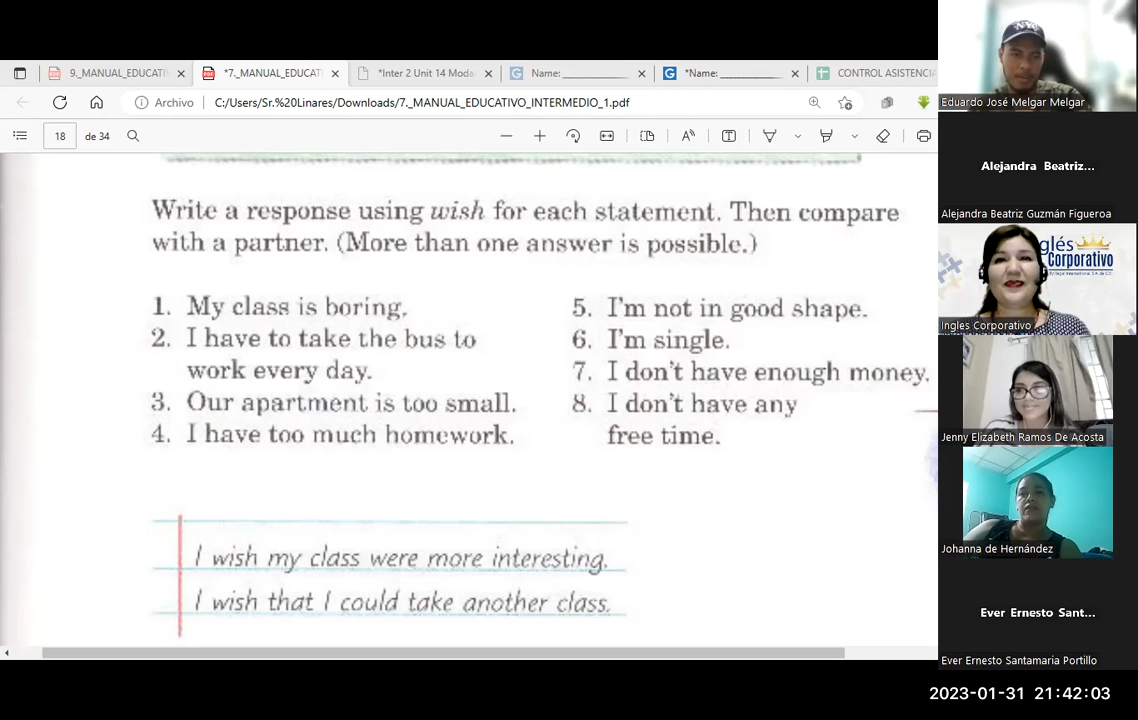 9._MANUAL_EDUCATI
*7._MANUAL_EDUCAT
*Inter 2 Unit 14 Moda
Name: ___________
*Name: ___________
CONTROL ASISTENCIA
Archivo
C:/Users/Sr.%20Linares/Downloads/7._MANUAL_EDUCATIVO_INTERMEDIO_1.pdf
18
de 34
Write a response using wish for each statement. Then compare
with a partner. (More than one answer is possible.)
1. My class is boring.
2. I have to take the bus to
work every day.
3. Our apartment is too small.
4. I have too much homework.
5. I'm not in good shape.
6. I'm single.
7. I don't have enough money.
8. I don't have any
free time.
I wish my class were more interesting.
I wish that I could take another class.
Eduardo José Melgar Melgar
Alejandra Beatriz...
Alejandra Beatriz Guzmán Figueroa
glés
Corporativo
Ingles Corporativo
Jenny Elizabeth Ramos De Acosta
Johanna de Hernández
Ever Ernesto Sant...
Ever Ernesto Santamaria Portillo
2023-01-31 21:42:03